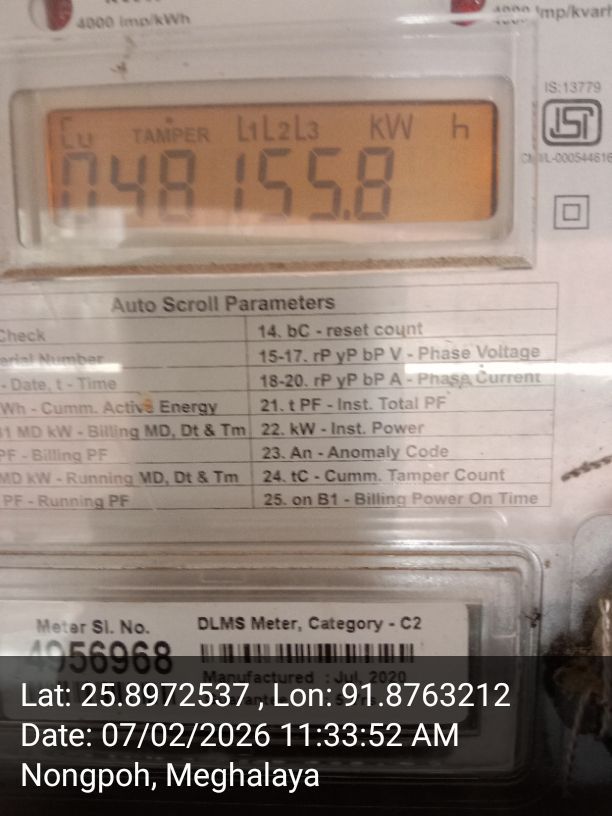 4000 Imp/kWh
Imp/kvarh
IS:13779
Cu TAMPER L1L2L3 KW h
048155.8
Auto Scroll Parameters
Check
14. bC - reset count
Serial Number
15-17. rP yP bP V - Phase Voltage
- Date, t - Time
18-20. rP yP bP A - Phase Current
Wh - Cumm. Active Energy
21. t PF - Inst. Total PF
MD kW - Billing MD, Dt & Tm
22. kW - Inst. Power
PF - Billing PF
23. An - Anomaly Code
MD kW - Running MD, Dt & Tm
24. tC - Cumm. Tamper Count
PF - Running PF
25. on B1 - Billing Power On Time
Meter Sl. No.
DLMS Meter, Category - C2
4956968
Manufactured : Jul, 2020
Lat: 25.8972537 , Lon: 91.8763212
Date: 07/02/2026 11:33:52 AM
Nongpoh, Meghalaya